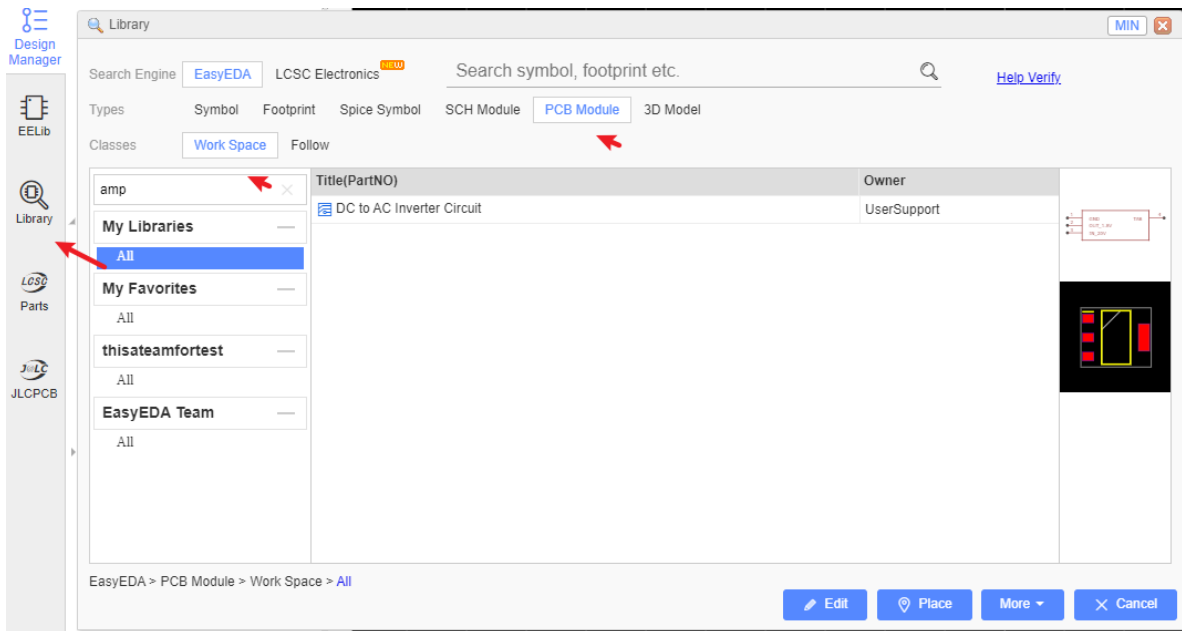 Design
Manager
EELib
Library
LCSC
Parts
JLCPCB
Library
MIN
Search Engine EasyEDA LCSC Electronics NEW Search symbol, footprint etc. Help Verify
Types Symbol Footprint Spice Symbol SCH Module PCB Module 3D Model
Classes Work Space Follow
amp
My Libraries
All
My Favorites
All
thisateamfortest
All
EasyEDA Team
All
Title(PartNO) Owner
DC to AC Inverter Circuit UserSupport
EasyEDA > PCB Module > Work Space > All
Edit Place More Cancel